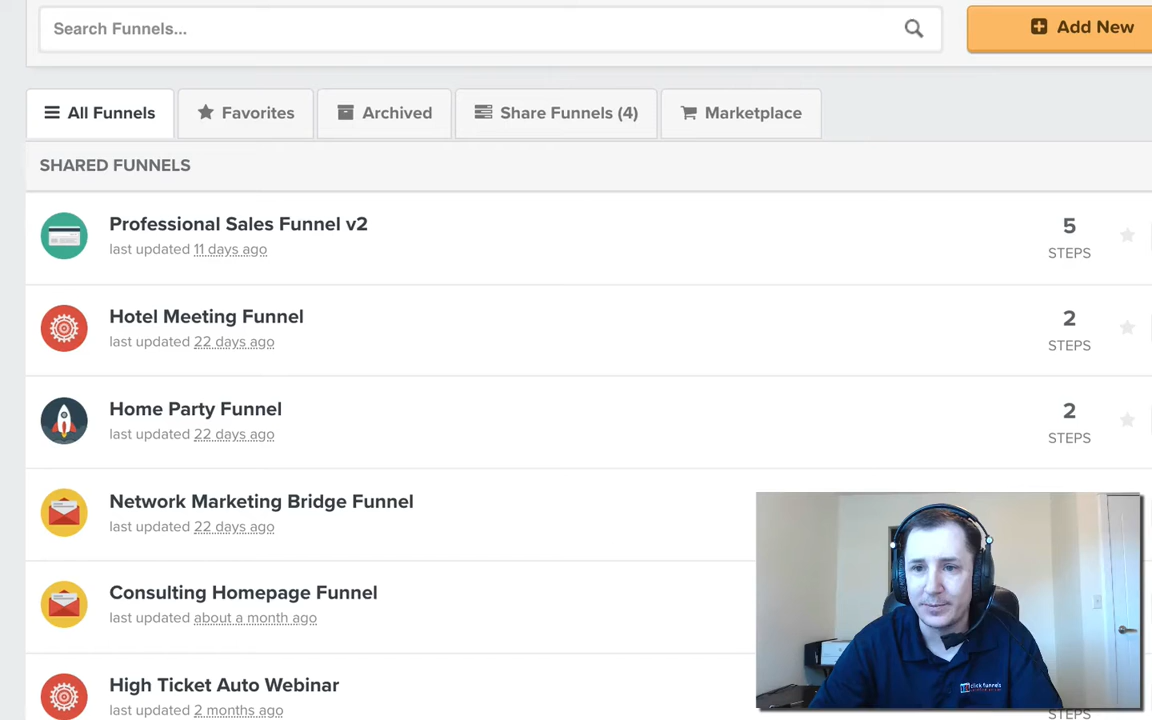 Search Funnels...
Add New
All Funnels
Favorites
Archived
Share Funnels (4)
Marketplace
SHARED FUNNELS
Professional Sales Funnel v2
last updated 11 days ago
5
STEPS
Hotel Meeting Funnel
last updated 22 days ago
2
STEPS
Home Party Funnel
last updated 22 days ago
2
STEPS
Network Marketing Bridge Funnel
last updated 22 days ago
Consulting Homepage Funnel
last updated about a month ago
High Ticket Auto Webinar
last updated 2 months ago
STEPS
click funnels